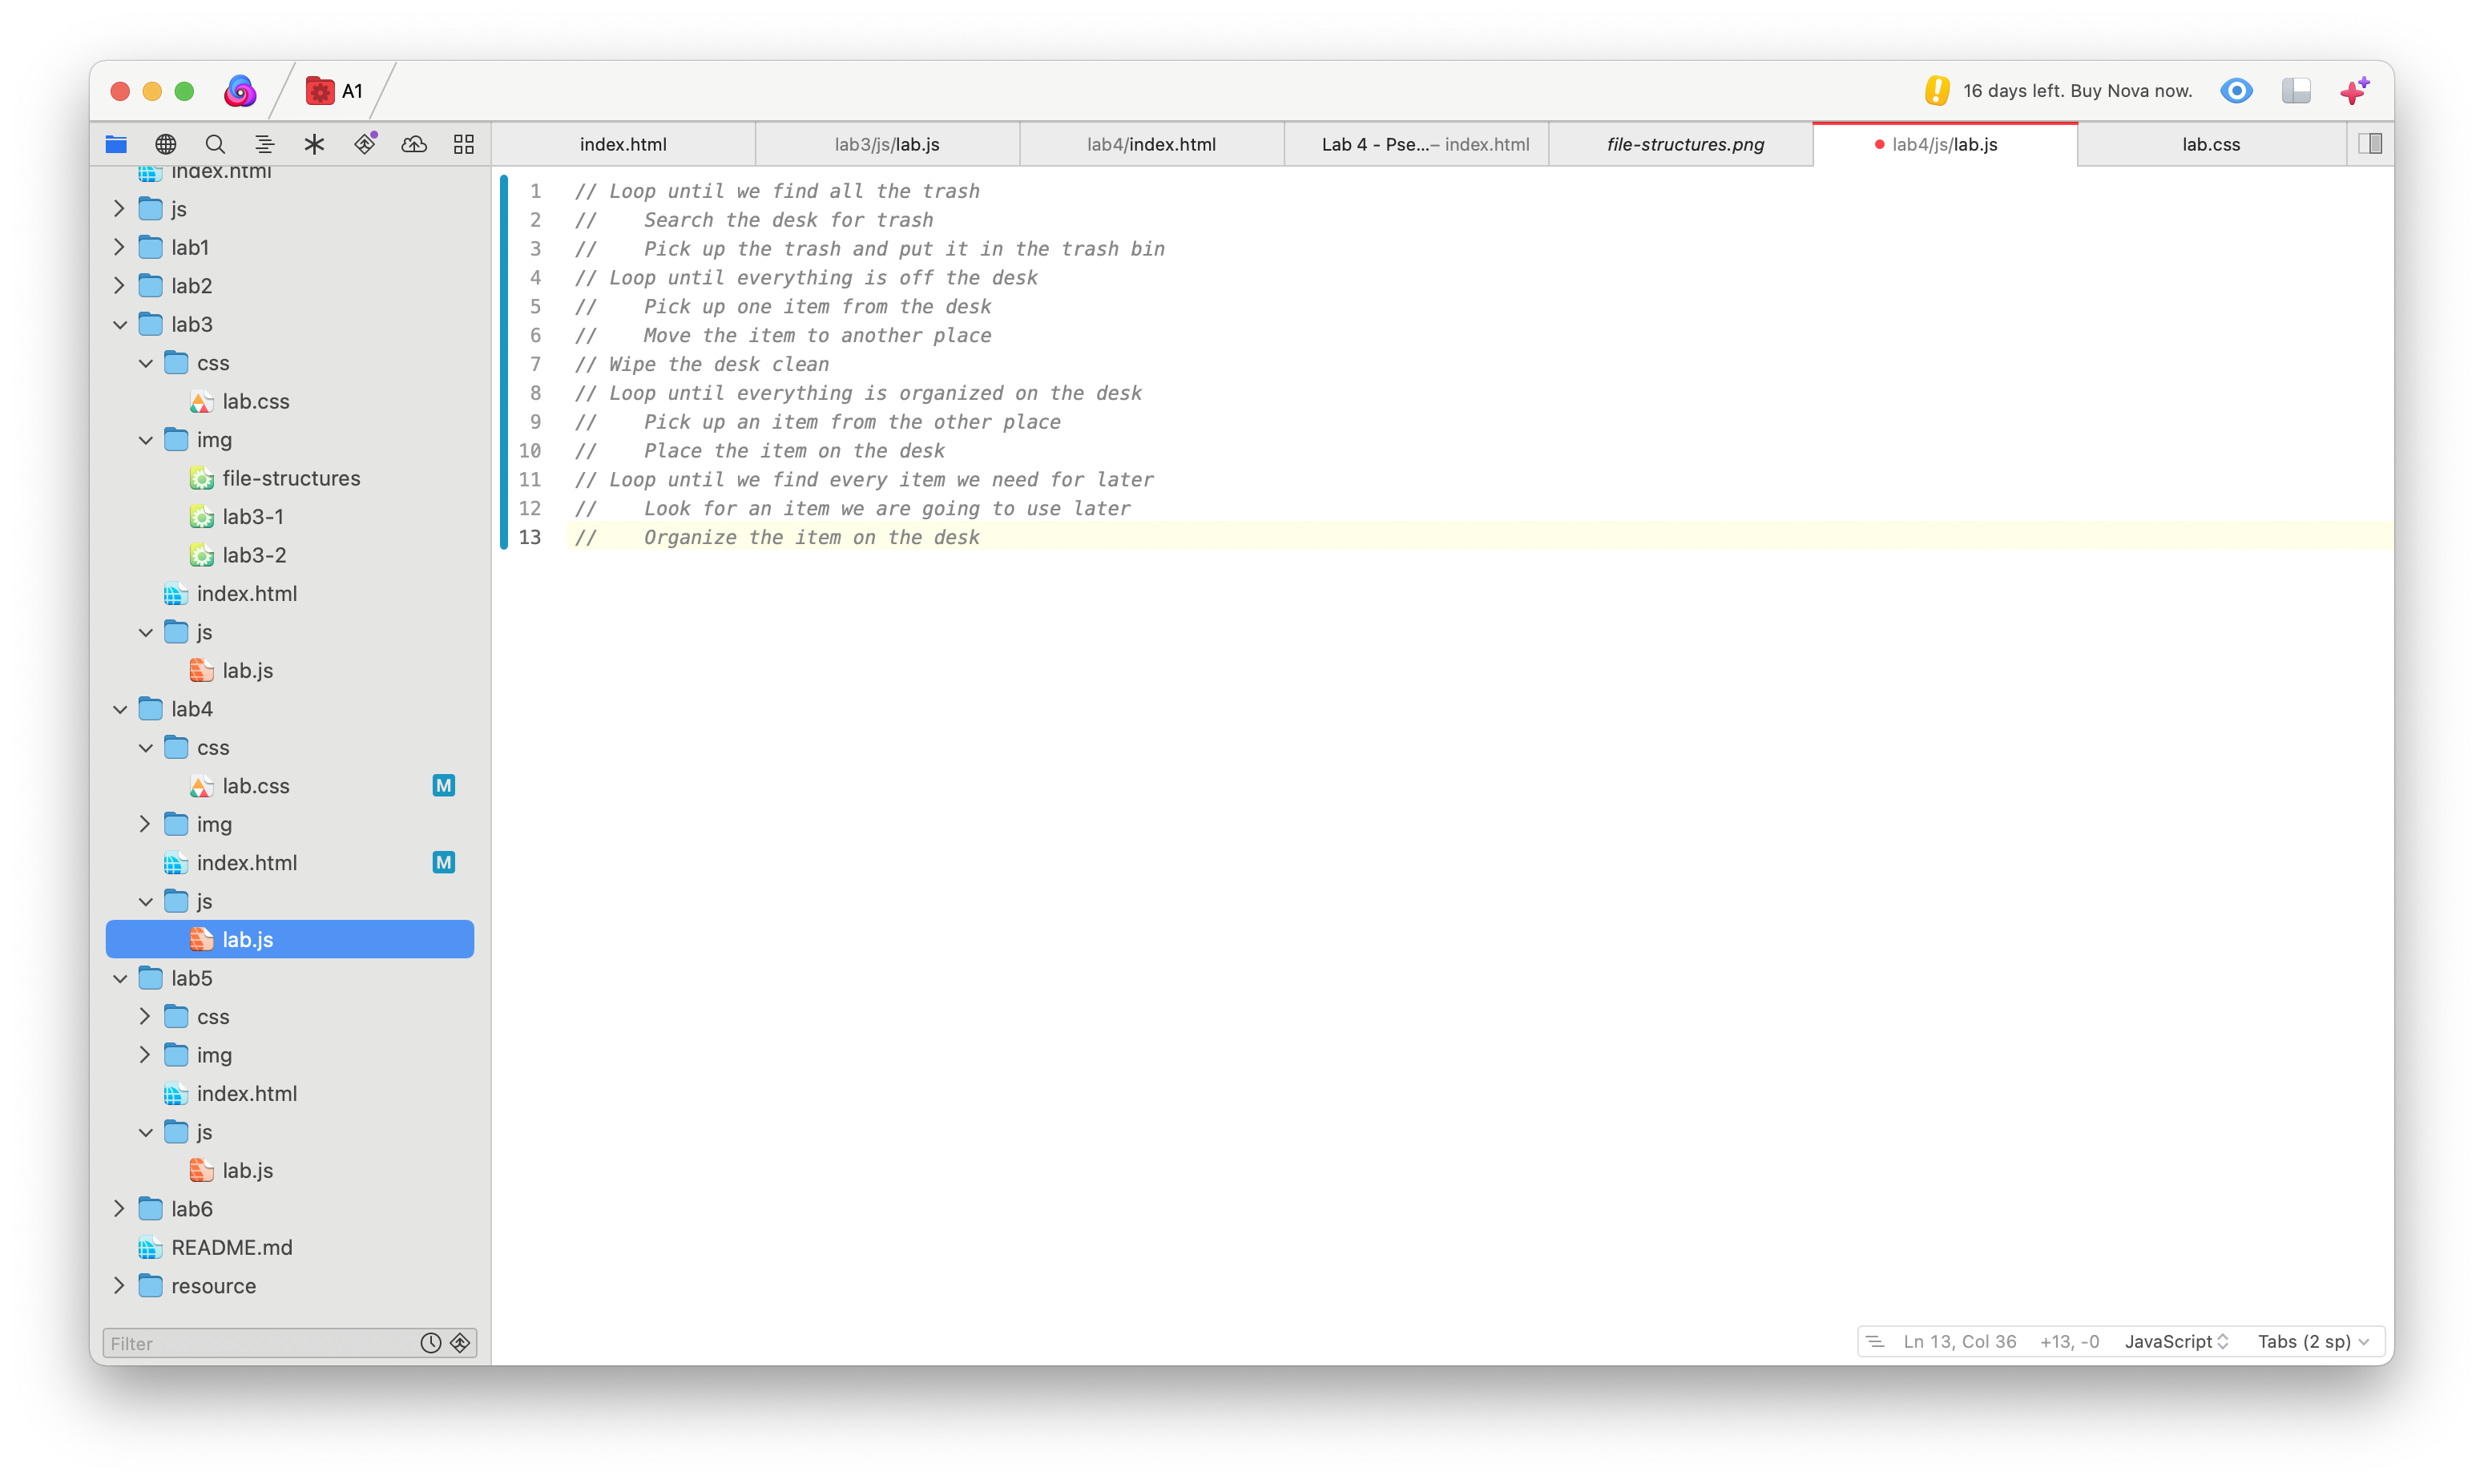 A1
16 days left. Buy Nova now.
index.html
lab3/js/lab.js
lab4/index.html
Lab 4 - Pse...– index.html
file-structures.png
lab4/js/lab.js
lab.css
index.html
js
lab1
lab2
lab3
css
lab.css
img
file-structures
lab3-1
lab3-2
index.html
js
lab.js
lab4
css
lab.css M
img
index.html M
js
lab.js
lab5
css
img
index.html
js
lab.js
lab6
README.md
resource
Filter
1 // Loop until we find all the trash
2 //    Search the desk for trash
3 //    Pick up the trash and put it in the trash bin
4 // Loop until everything is off the desk
5 //    Pick up one item from the desk
6 //    Move the item to another place
7 // Wipe the desk clean
8 // Loop until everything is organized on the desk
9 //    Pick up an item from the other place
10 //    Place the item on the desk
11 // Loop until we find every item we need for later
12 //    Look for an item we are going to use later
13 //    Organize the item on the desk
Ln 13, Col 36 +13, -0 JavaScript Tabs (2 sp)